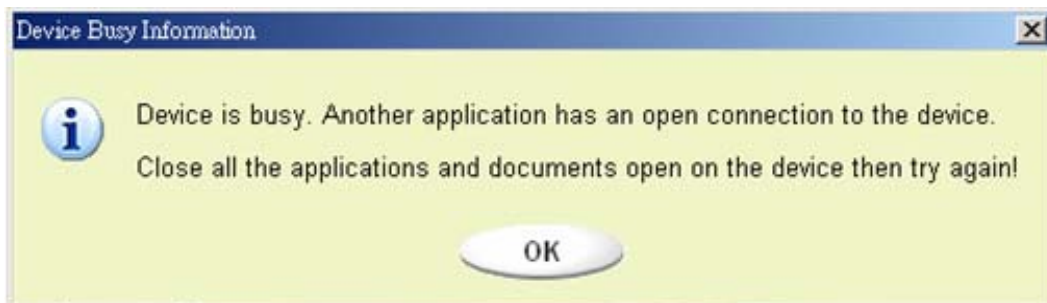 Device Busy Information
Device is busy. Another application has an open connection to the device.
Close all the applications and documents open on the device then try again!
OK